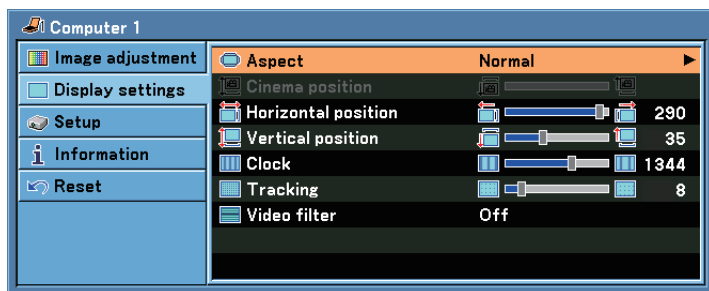 Computer 1
Image adjustment
Display settings
Setup
Information
Reset
Aspect Normal
Cinema position
Horizontal position 290
Vertical position 35
Clock 1344
Tracking 8
Video filter Off